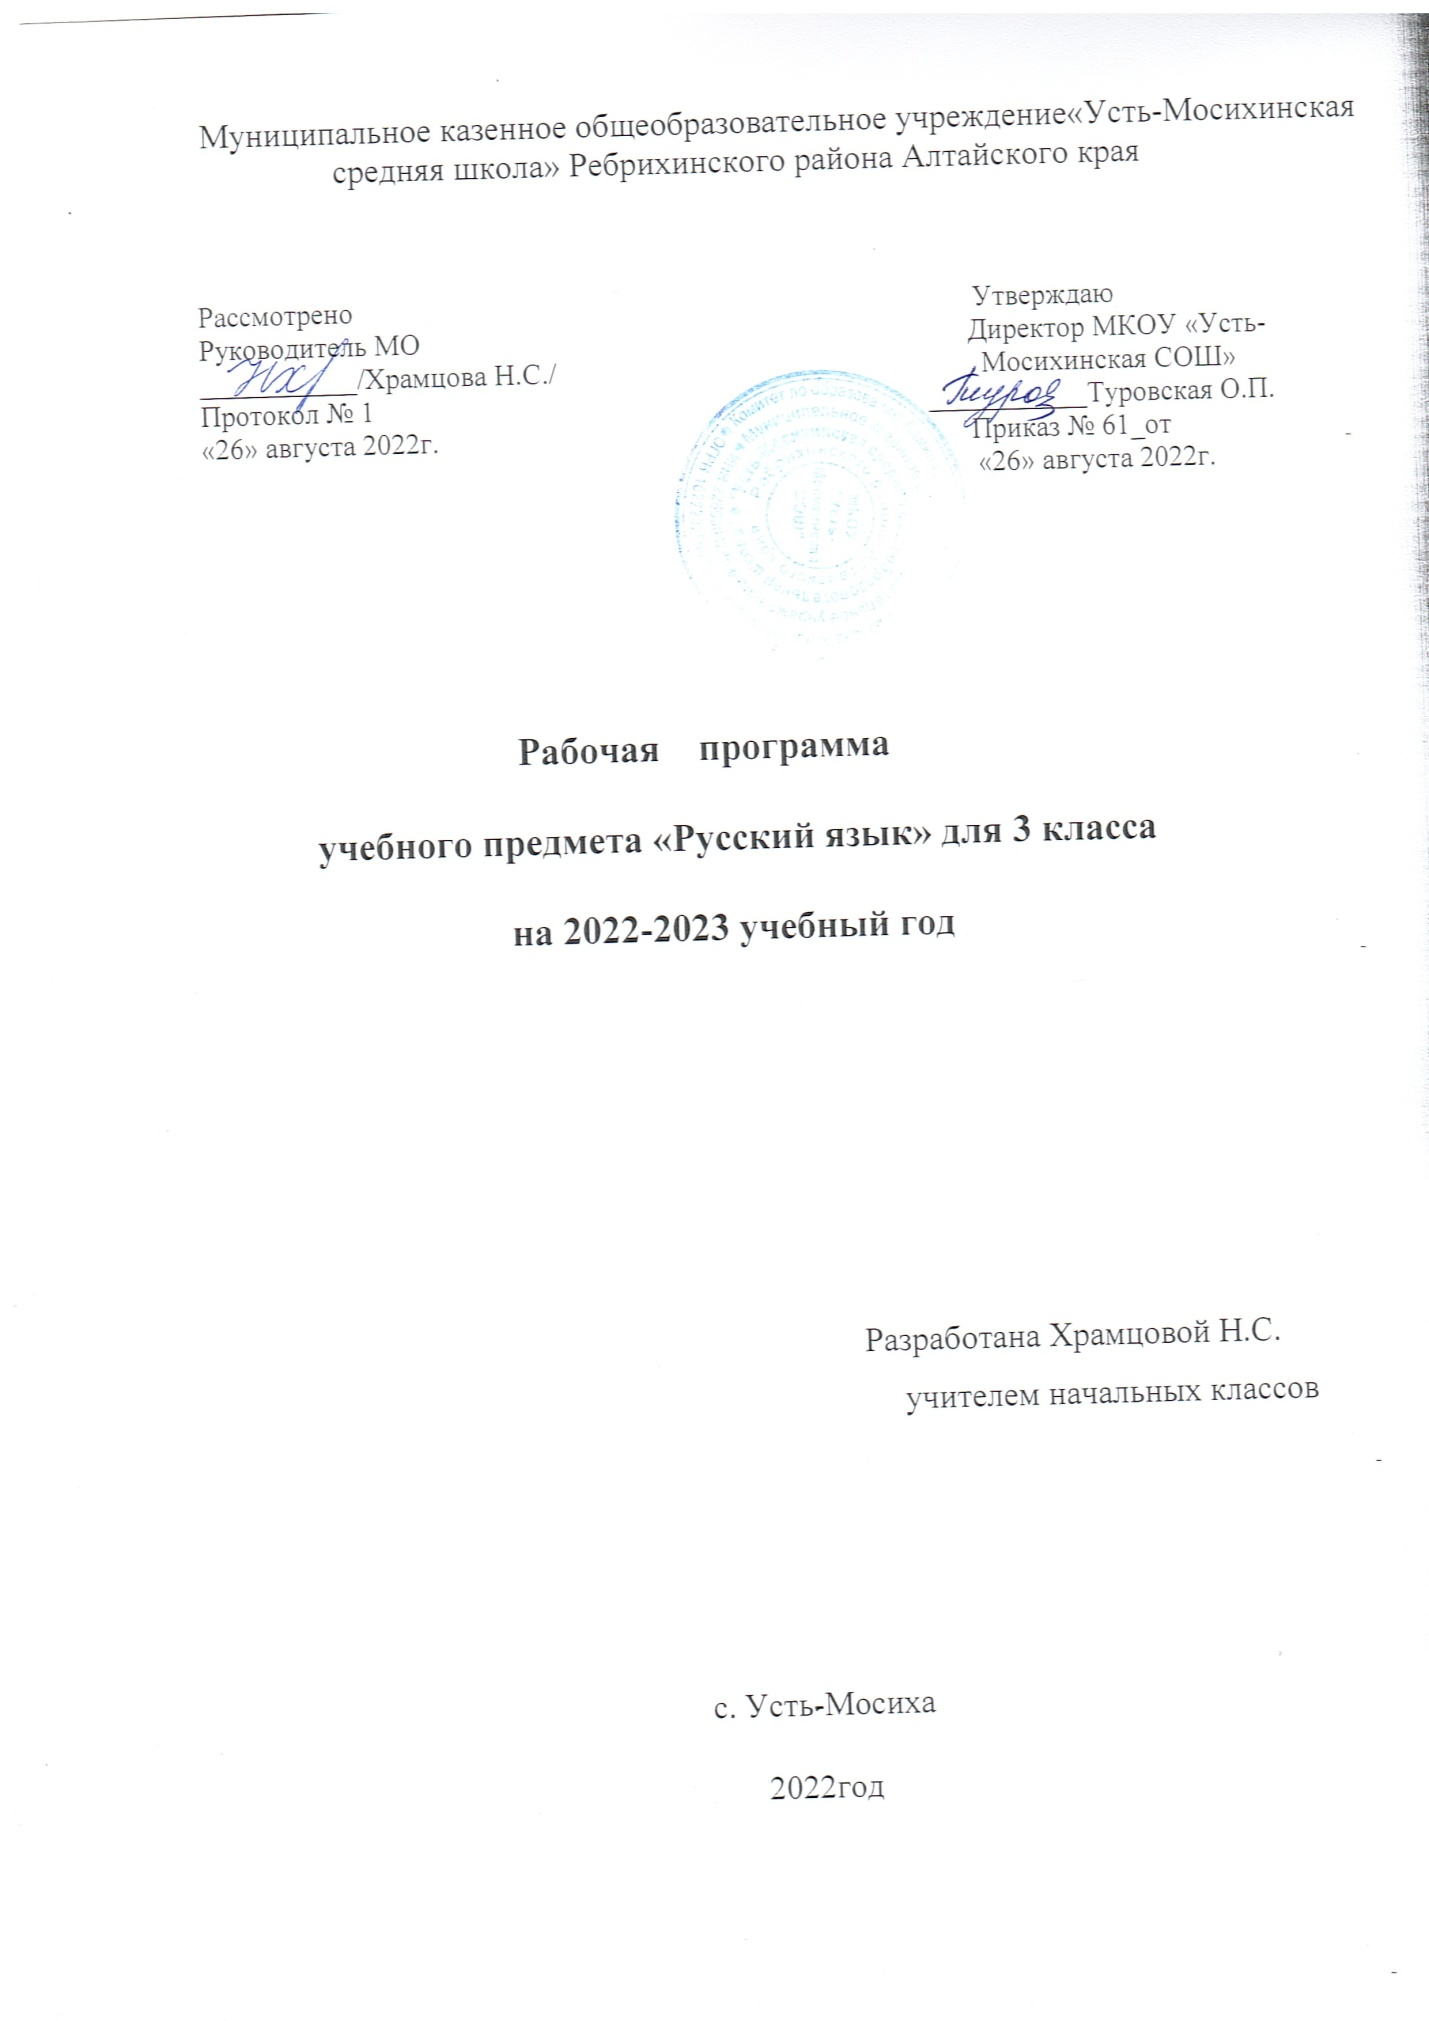 Муниципальное казенное общеобразовательное учреждение«Усть-Мосихинская
средняя школа» Ребрихинского района Алтайского края
Рассмотрено
Руководитель МО
___________/Храмцова Н.С./
Протокол № 1
«26» августа 2022г.
Утверждаю
Директор МКОУ «Усть-
Мосихинская СОШ»
___________Туровская О.П.
Приказ № 61_от
«26» августа 2022г.
Рабочая программа
учебного предмета «Русский язык» для 3 класса
на 2022-2023 учебный год
Разработана Храмцовой Н.С.
учителем начальных классов
с. Усть-Мосиха
2022год